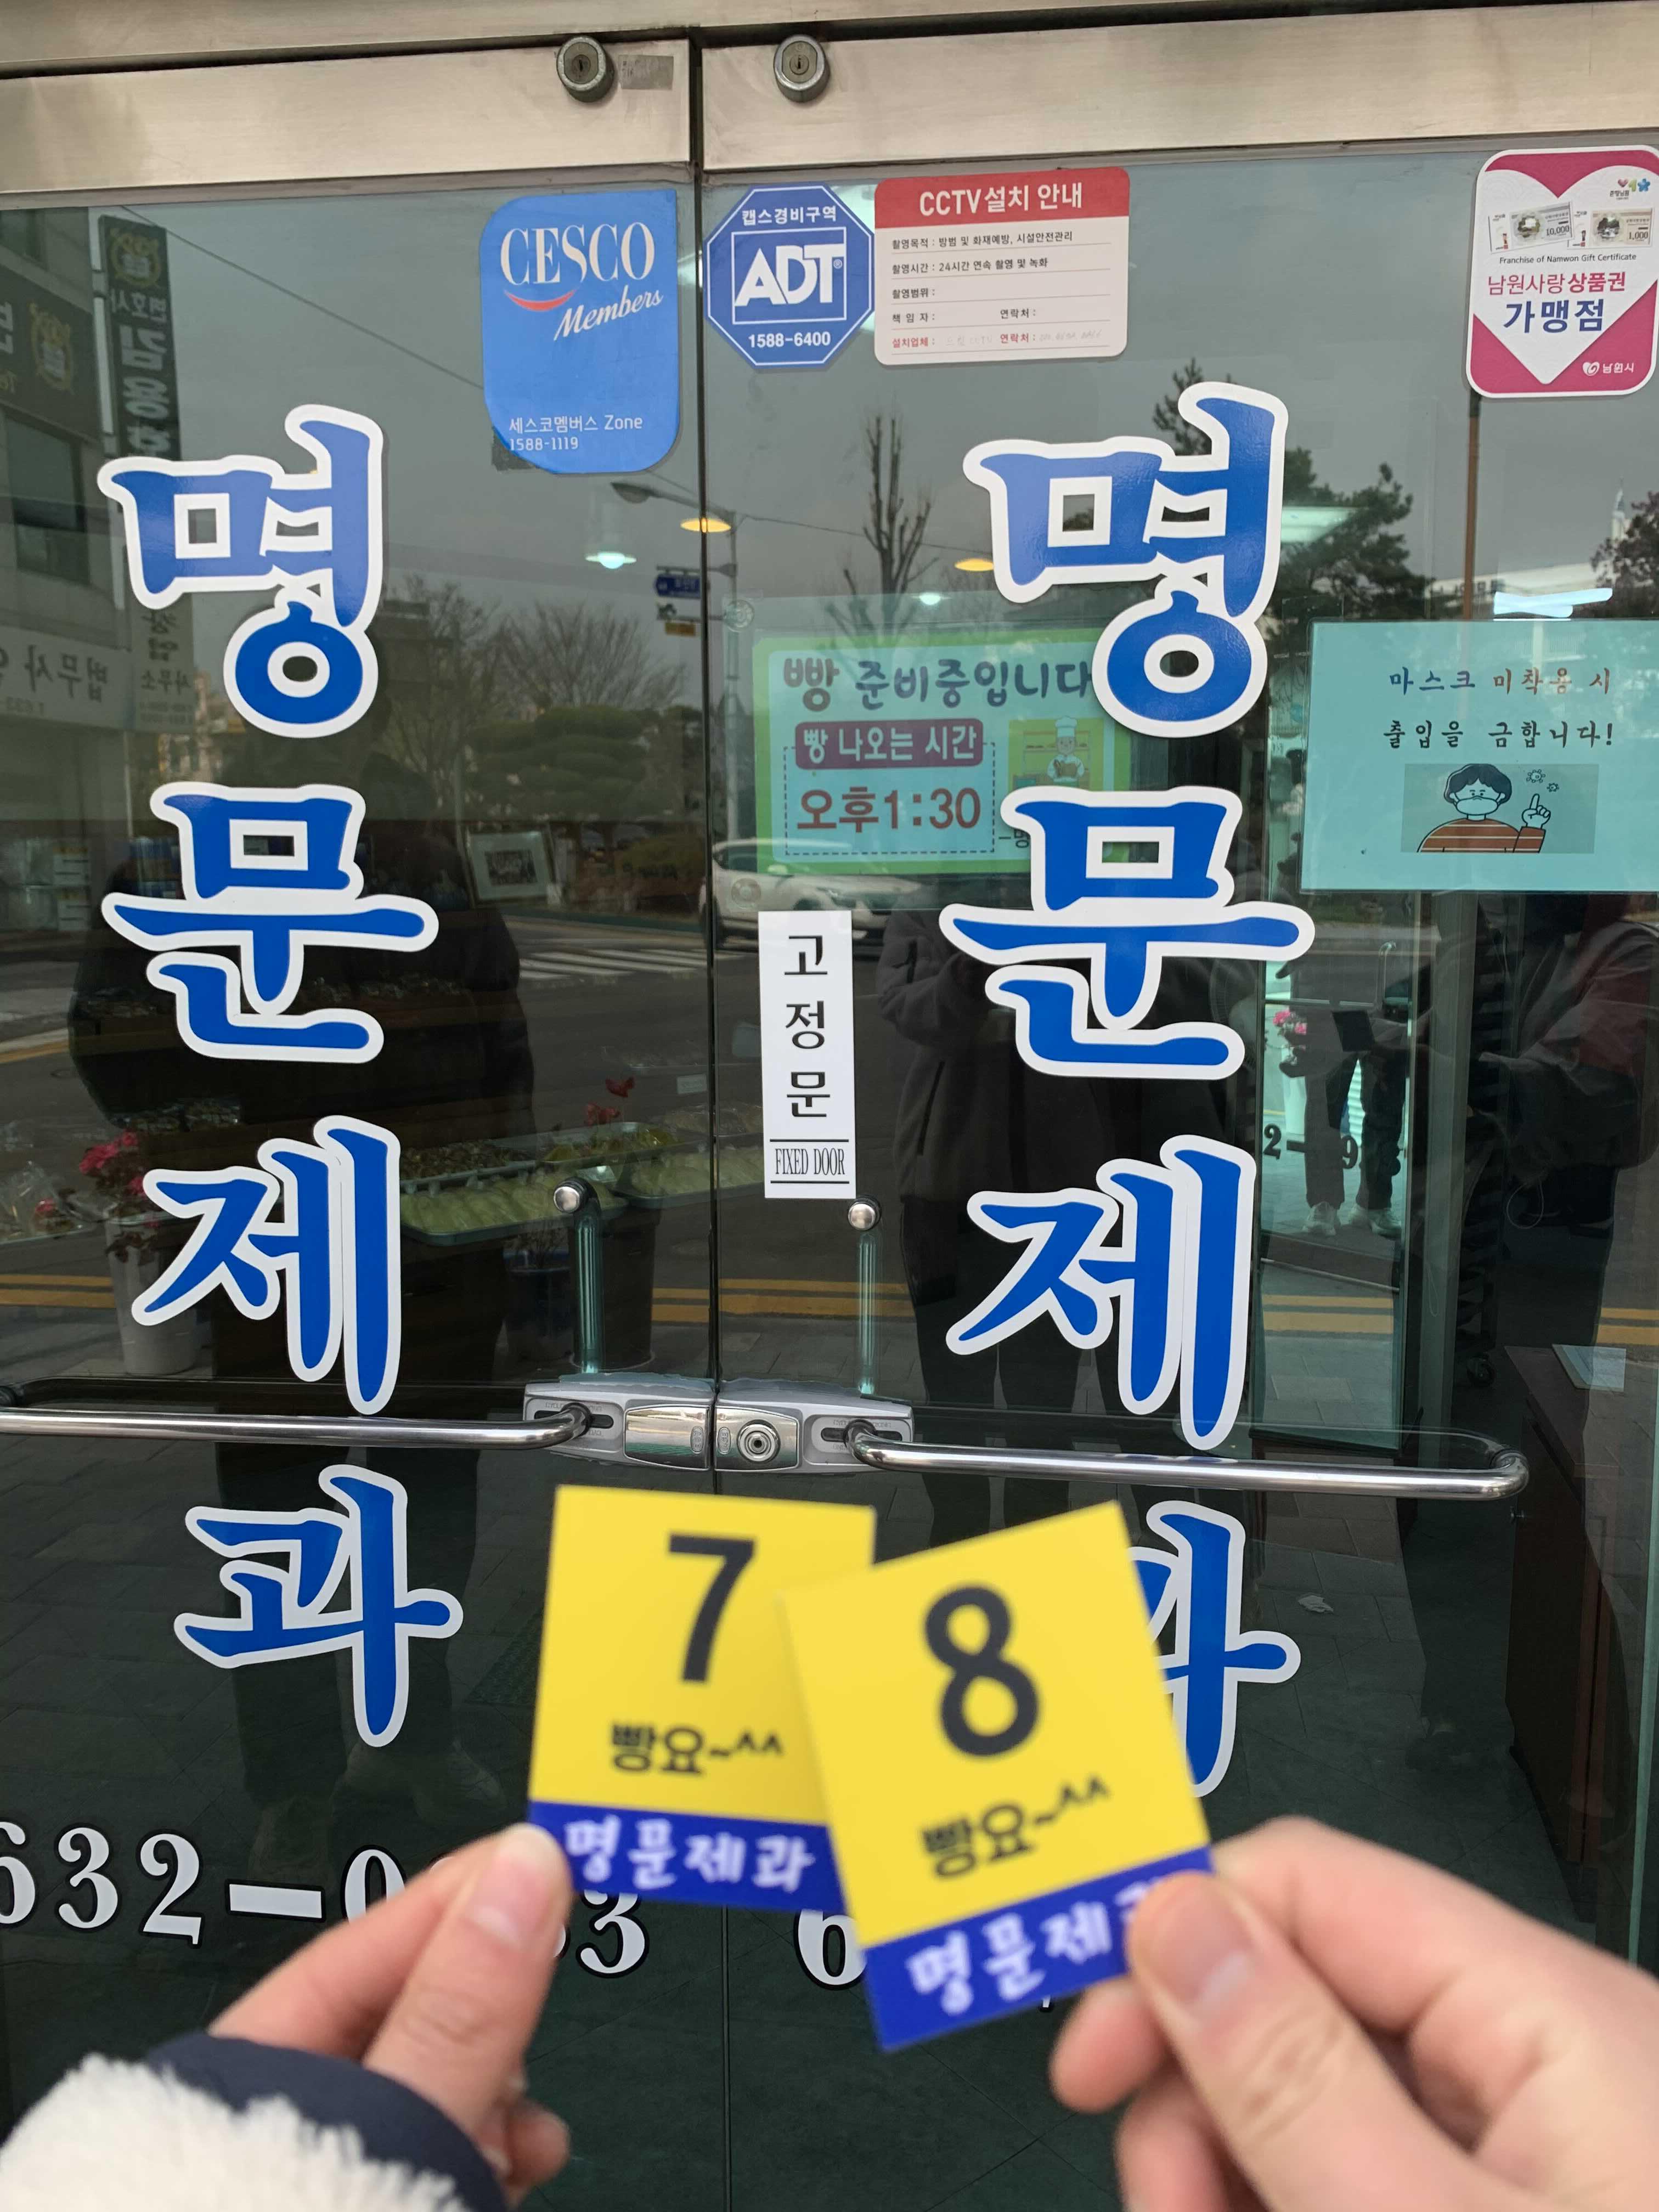 CESCO
Members
세스코멤버스 Zone
1588-1119
캡스경비구역
ADT
1588-6400
CCTV설치 안내
촬영목적 : 방범 및 화재예방, 시설안전관리
촬영시간 : 24시간 연속 촬영 및 녹화
촬영범위 :
책 임 자 : 연락처 :
설치업체 : 연락처 :
10,000
1,000
Franchise of Namwon Gift Certificate
남원사랑상품권
가맹점
남원시
명문제과
명문제과
빵 준비중입니다
빵 나오는 시간
오후1:30
마스크 미착용 시
출입을 금합니다!
고정문
FIXED DOOR
7
빵요~^^
명문제과
8
빵요~^^
명문제
632-0
3
6